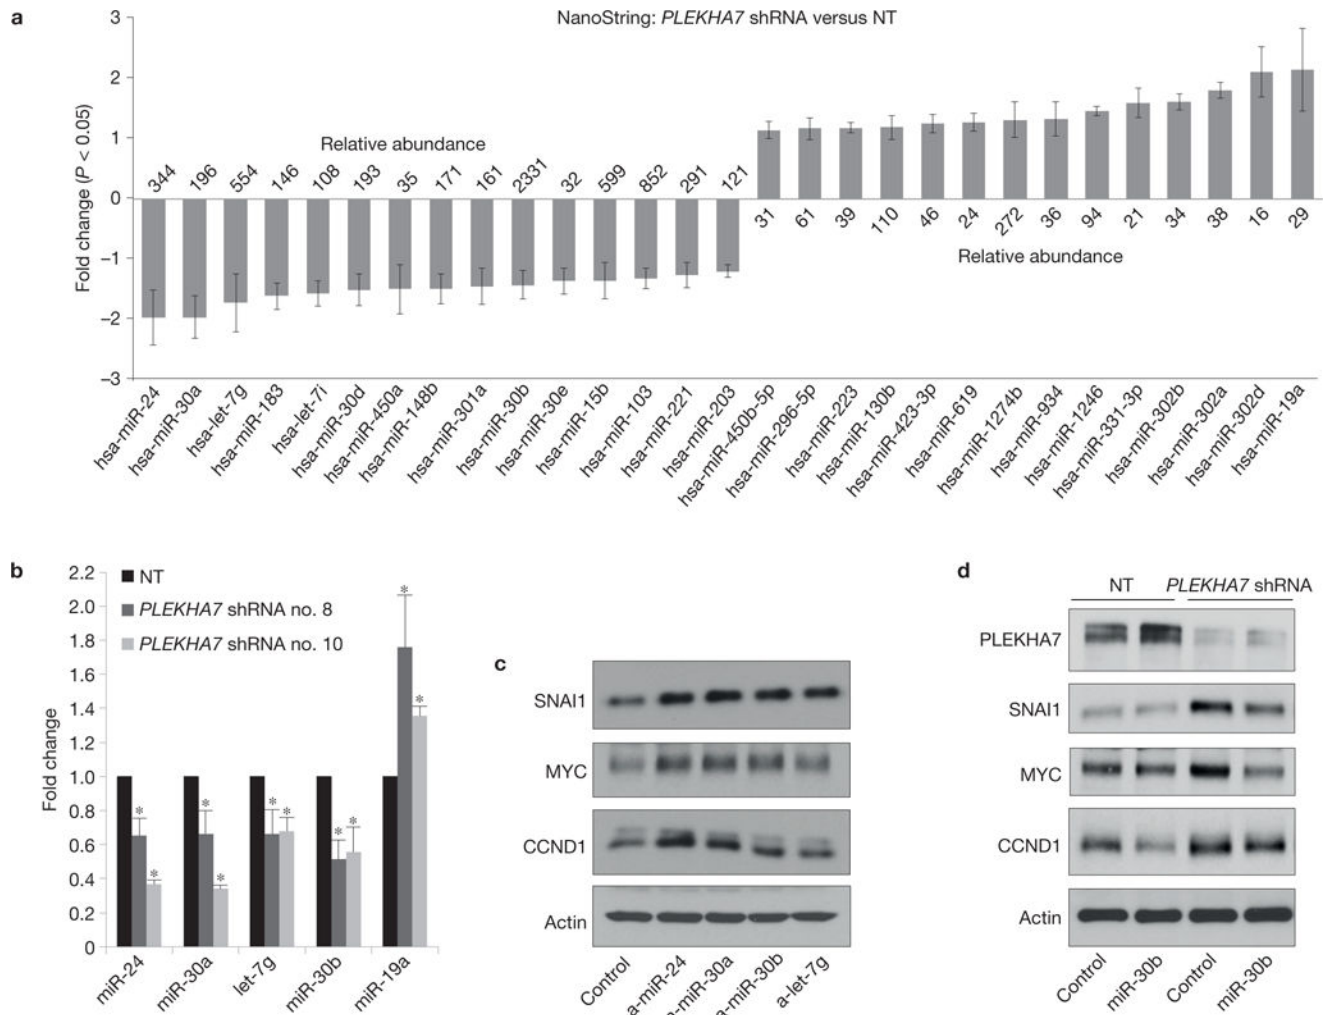 a
NanoString: PLEKHA7 shRNA versus NT
3
2
1
0
–1
–2
–3
Fold change (P < 0.05)
Relative abundance
344 196 554 146 108 193 35 171 161 2331 32 599 852 291 121
31 61 39 110 46 24 272 36 94 21 34 38 16 29
Relative abundance
hsa-miR-24
hsa-miR-30a
hsa-let-7g
hsa-miR-183
hsa-let-7i
hsa-miR-30d
hsa-miR-450a
hsa-miR-148b
hsa-miR-301a
hsa-miR-30b
hsa-miR-30e
hsa-miR-15b
hsa-miR-103
hsa-miR-221
hsa-miR-203
hsa-miR-450b-5p
hsa-miR-296-5p
hsa-miR-223
hsa-miR-130b
hsa-miR-423-3p
hsa-miR-619
hsa-miR-1274b
hsa-miR-934
hsa-miR-1246
hsa-miR-331-3p
hsa-miR-302b
hsa-miR-302a
hsa-miR-302d
hsa-miR-19a
b
2.2
2.0
1.8
1.6
1.4
1.2
1.0
0.8
0.6
0.4
0.2
0
Fold change
NT
PLEKHA7 shRNA no. 8
PLEKHA7 shRNA no. 10
* * * * * * * * * *
miR-24
miR-30a
let-7g
miR-30b
miR-19a
c
SNAI1
MYC
CCND1
Actin
Control
a-miR-24
a-miR-30a
a-miR-30b
a-let-7g
d
NT PLEKHA7 shRNA
PLEKHA7
SNAI1
MYC
CCND1
Actin
Control
miR-30b
Control
miR-30b